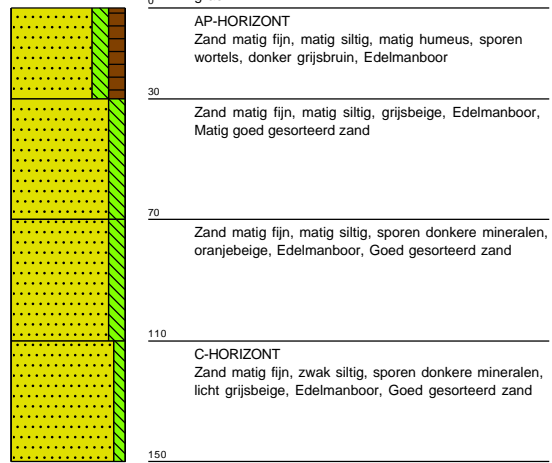 0
AP-HORIZONT
Zand matig fijn, matig siltig, matig humeus, sporen
wortels, donker grijsbruin, Edelmanboor
30
Zand matig fijn, matig siltig, grijsbeige, Edelmanboor,
Matig goed gesorteerd zand
70
Zand matig fijn, matig siltig, sporen donkere mineralen,
oranjebeige, Edelmanboor, Goed gesorteerd zand
110
C-HORIZONT
Zand matig fijn, zwak siltig, sporen donkere mineralen,
licht grijsbeige, Edelmanboor, Goed gesorteerd zand
150